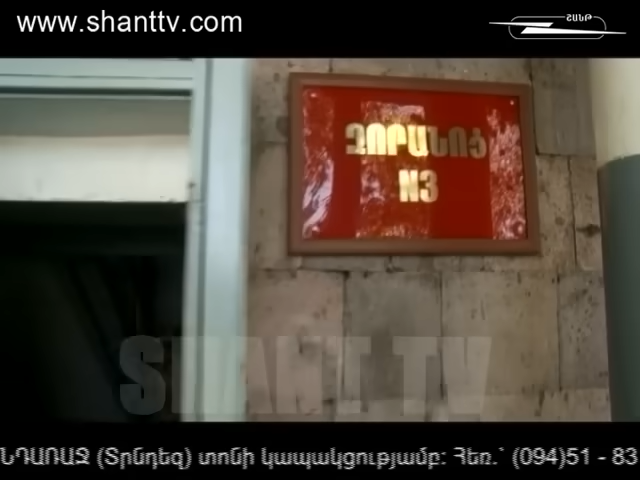 www.shanttv.com
ՇԱՆԹ
ԶՈՐԱՆՈՑ
N3
SHANT TV
ՆԴԱՌԱՋ (Տրնդեզ) տոնի կապակցությամբ: Հեռ.` (094)51 - 83